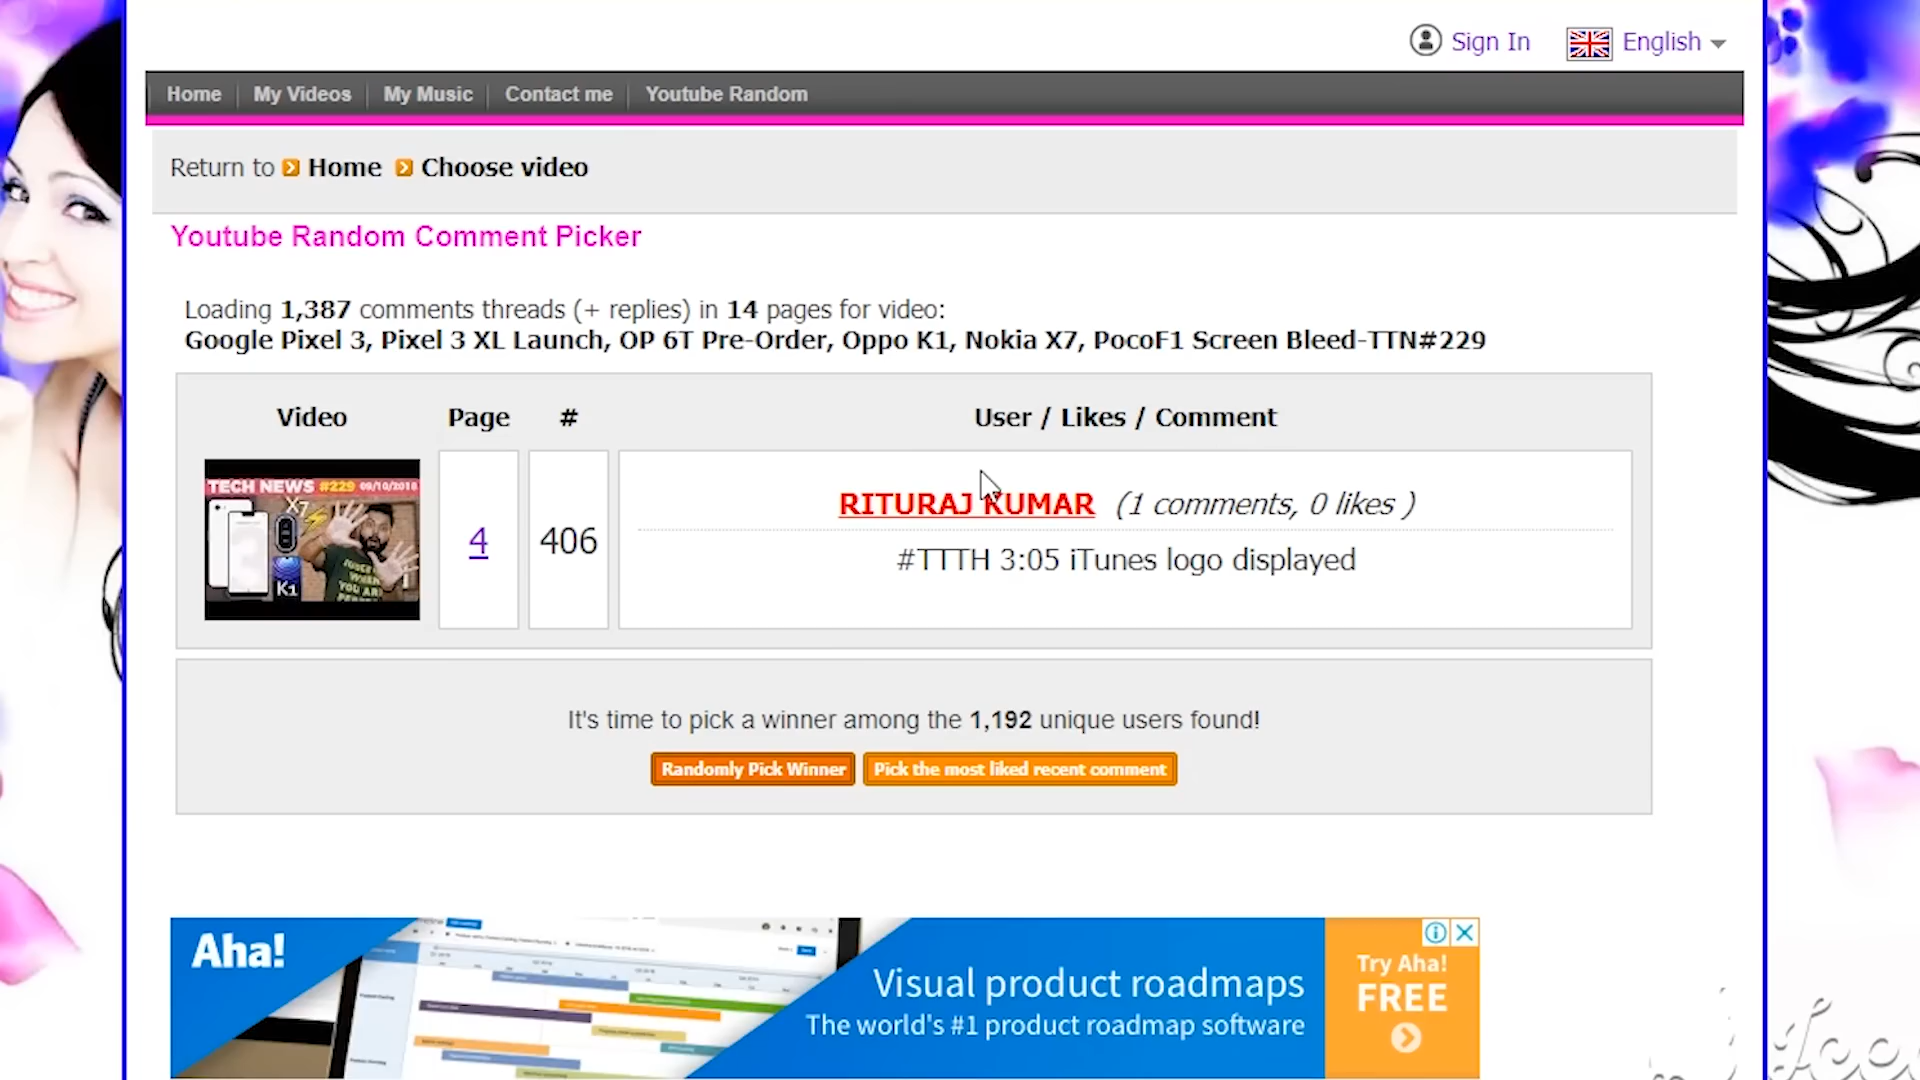 Sign In English
Home My Videos My Music Contact me Youtube Random
Return to Home Choose video
Youtube Random Comment Picker
Loading 1,387 comments threads (+ replies) in 14 pages for video:
Google Pixel 3, Pixel 3 XL Launch, OP 6T Pre-Order, Oppo K1, Nokia X7, PocoF1 Screen Bleed-TTN#229
Video Page # User / Likes / Comment
TECH NEWS #229 09/10/2018
X7
K1
4
406
RITURAJ KUMAR (1 comments, 0 likes )
#TTTH 3:05 iTunes logo displayed
It's time to pick a winner among the 1,192 unique users found!
Randomly Pick Winner Pick the most liked recent comment
Aha!
Visual product roadmaps
The world's #1 product roadmap software
Try Aha!
FREE